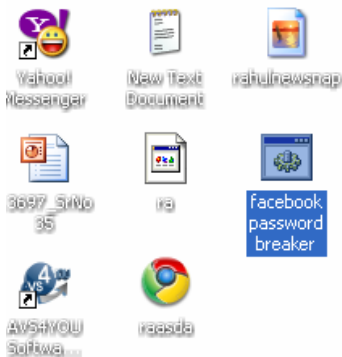 Yahoo!
Messenger
New Text
Document
rahulnewsnap
3697_SrNo
35
ra
facebook
password
breaker
AVS4YOU
Softwa...
raasda